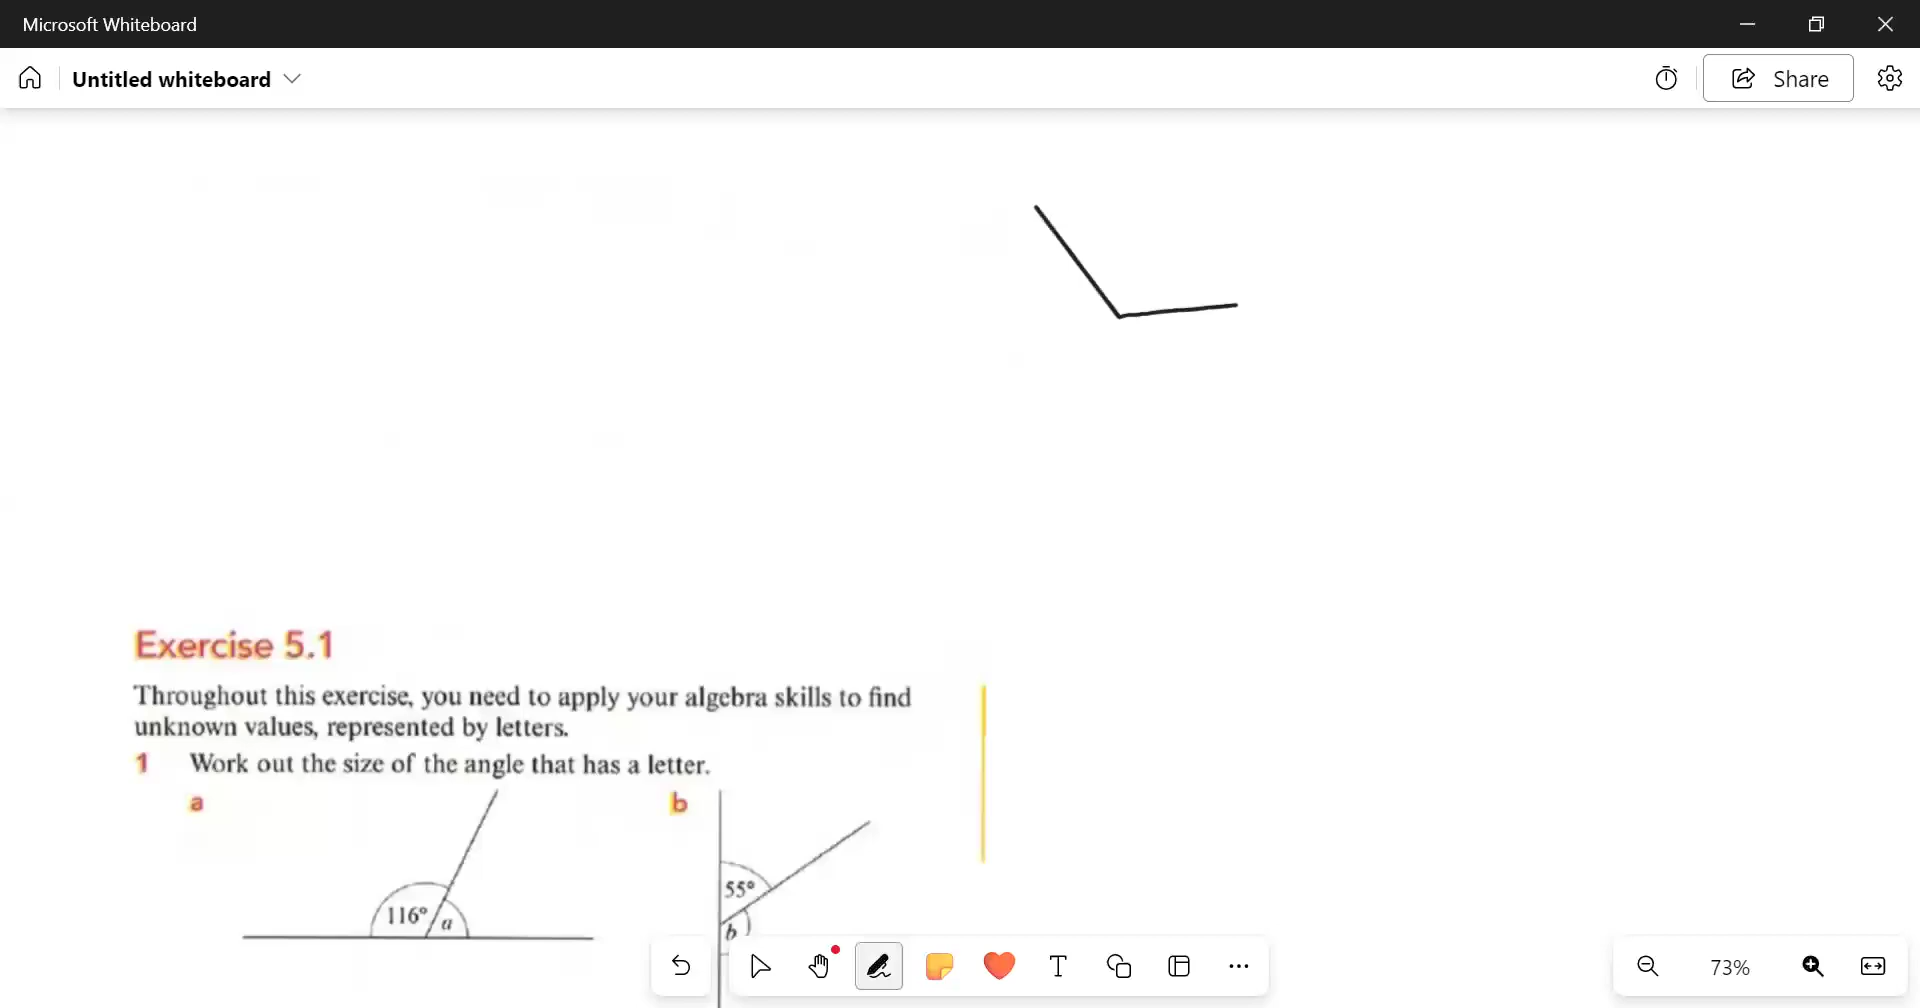 Microsoft Whiteboard
Untitled whiteboard
Share
Exercise 5.1
Throughout this exercise, you need to apply your algebra skills to find
unknown values, represented by letters.
1 Work out the size of the angle that has a letter.
a b
55°
116° a b
T 73%